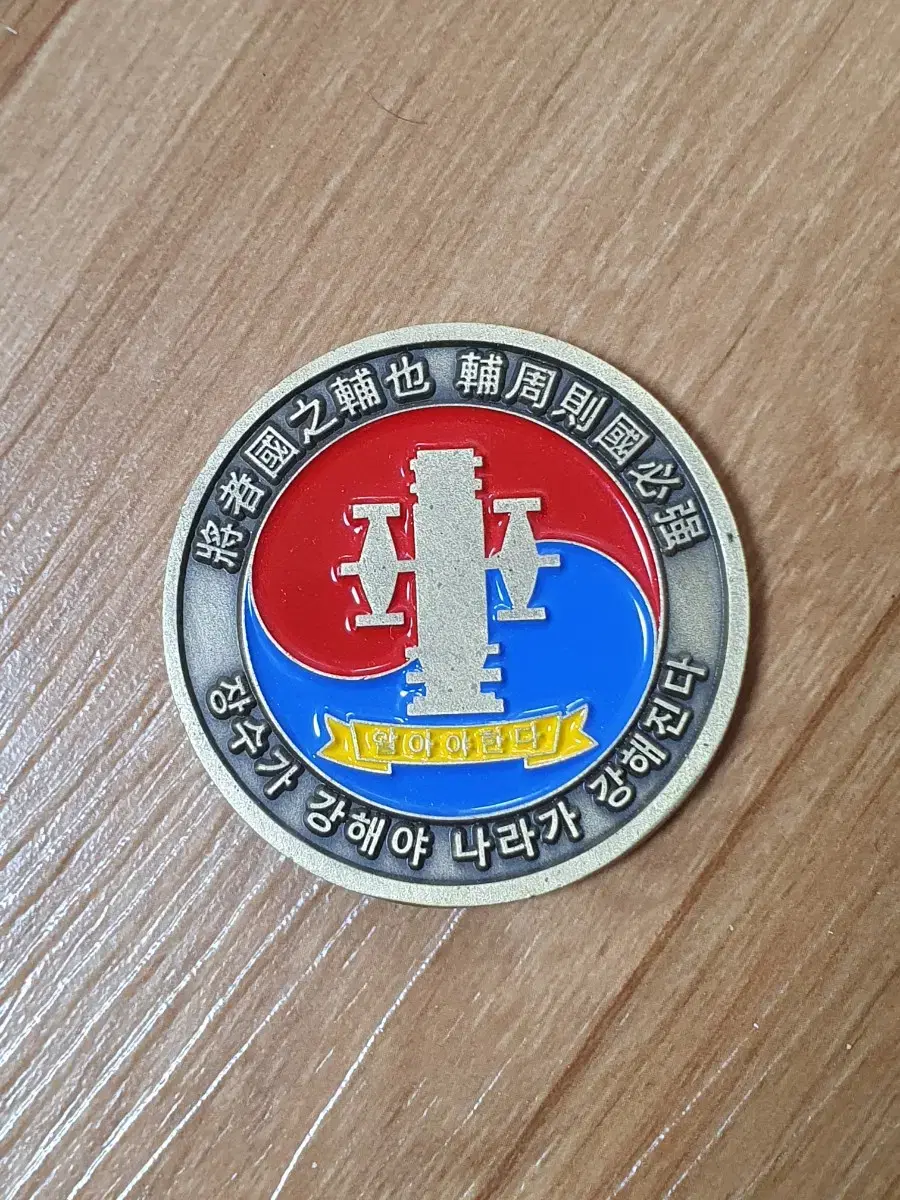 將者國之輔也 輔周則國必强
알아야한다
장수가 강해야 나라가 강해진다